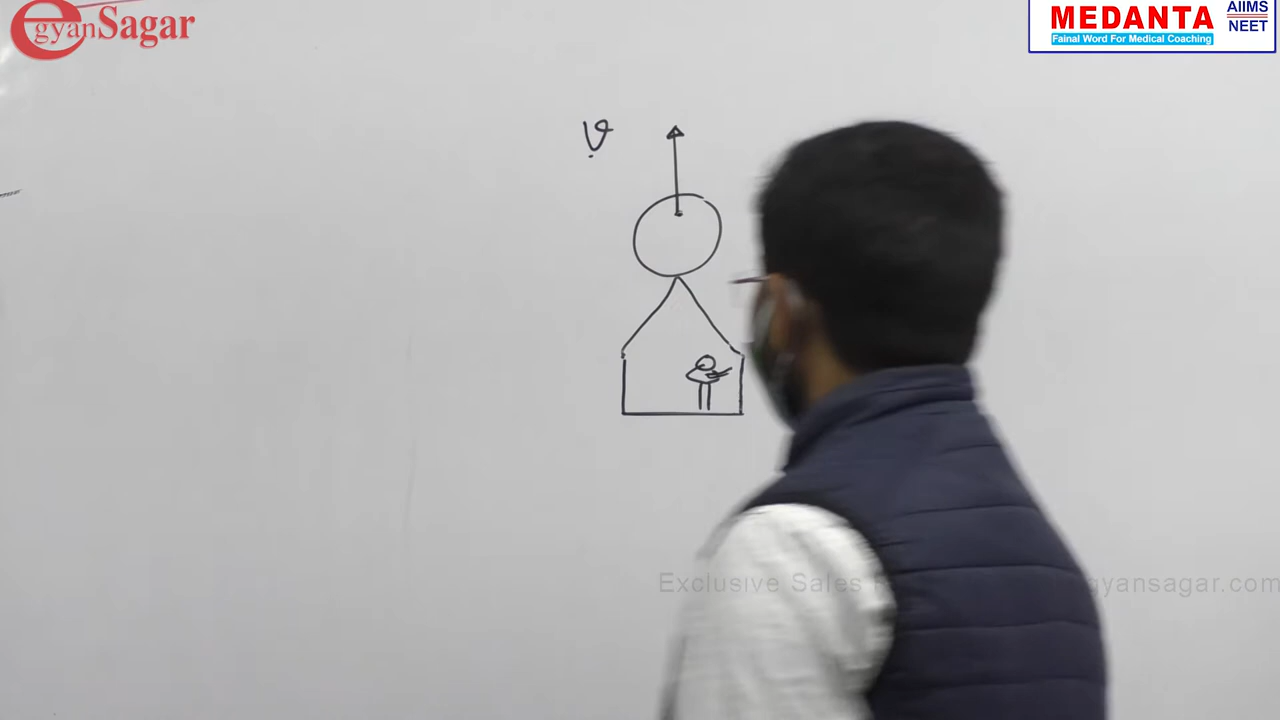 egyanSagar
MEDANTA
AIIMS
NEET
Fainal Word For Medical Coaching
v
Exclusive Sales
gyansagar.com